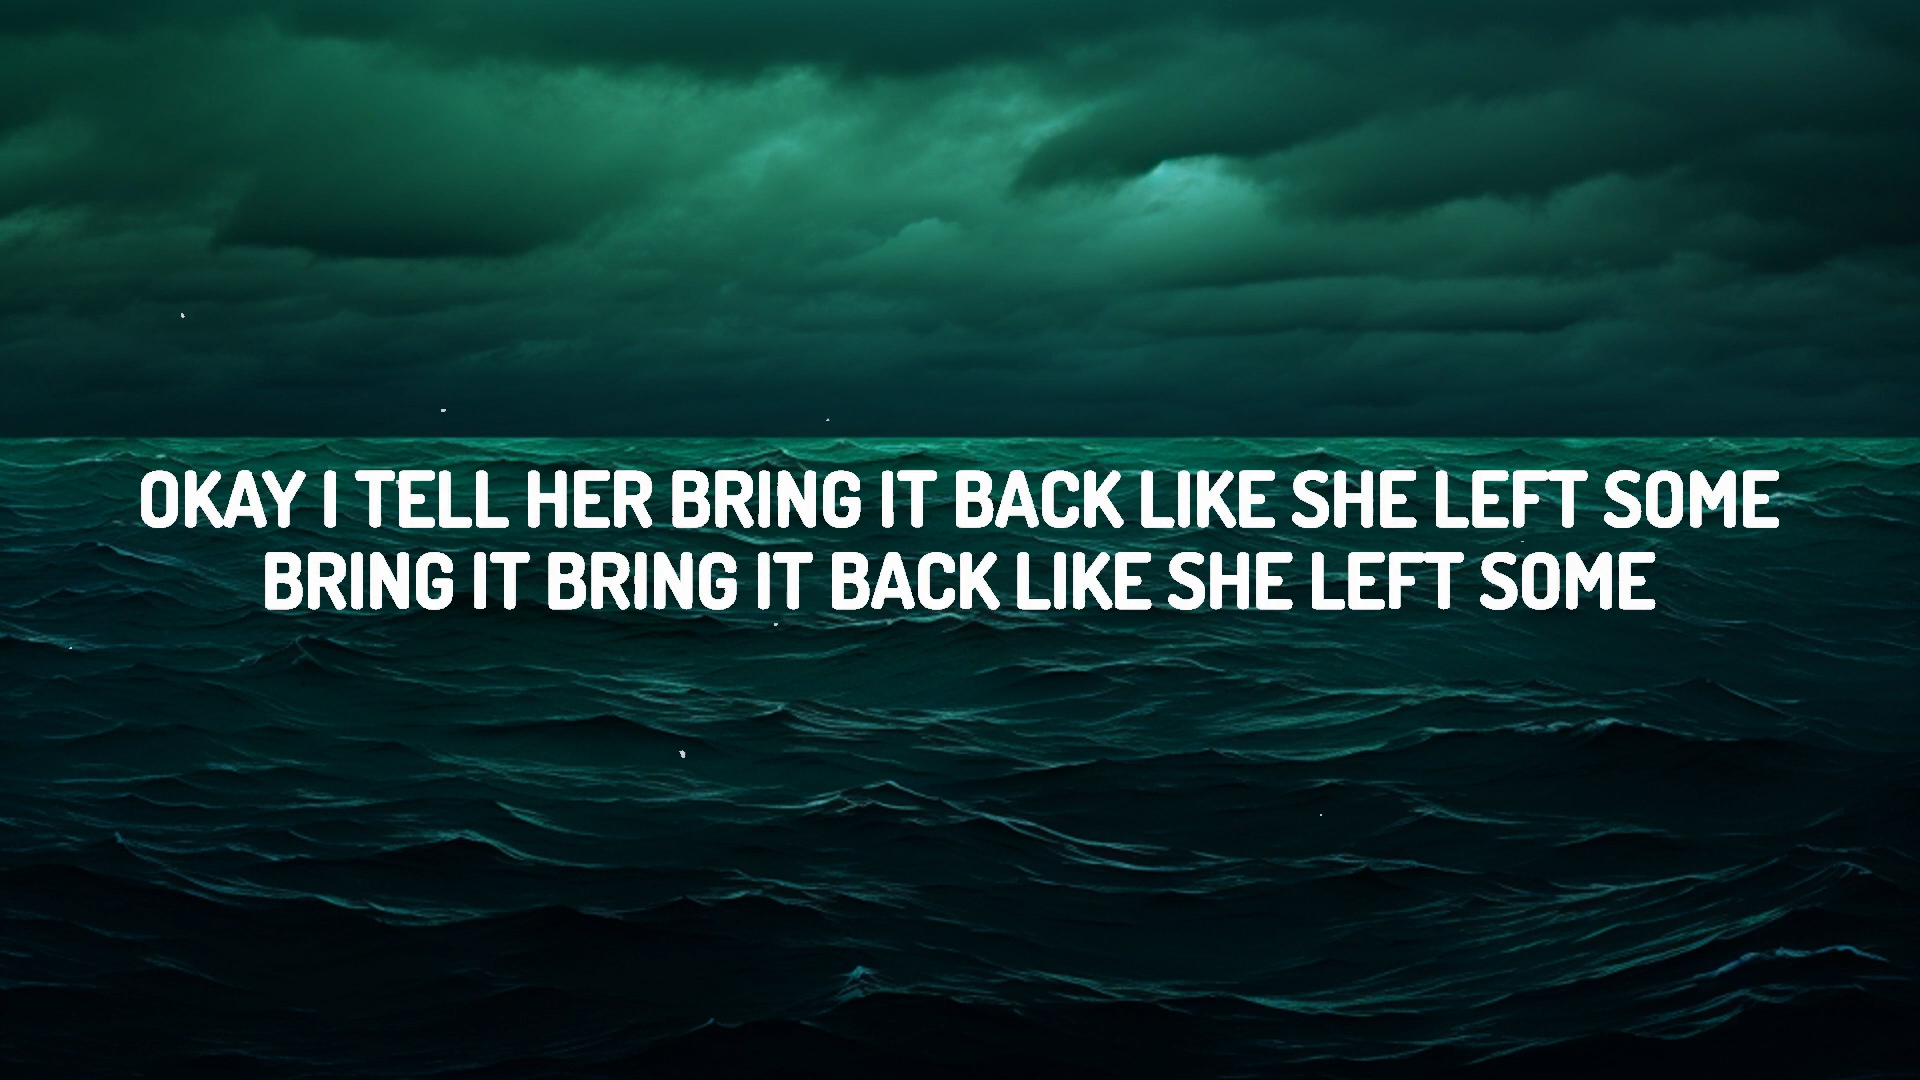 OKAY I TELL HER BRING IT BACK LIKE SHE LEFT SOME
BRING IT BRING IT BACK LIKE SHE LEFT SOME